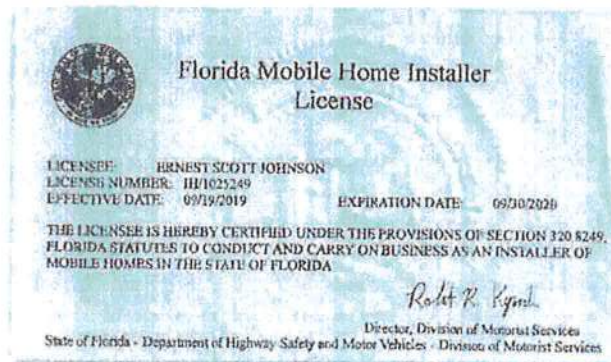 Florida Mobile Home Installer
License
LICENSEE: ERNEST SCOTT JOHNSON
LICENSE NUMBER: IH/1025249
EFFECTIVE DATE: 09/19/2019 EXPIRATION DATE: 09/30/2020
THE LICENSEE IS HEREBY CERTIFIED UNDER THE PROVISIONS OF SECTION 320.8249,
FLORIDA STATUTES TO CONDUCT AND CARRY ON BUSINESS AS AN INSTALLER OF
MOBILE HOMES IN THE STATE OF FLORIDA
Director, Division of Motorist Services
State of Florida - Department of Highway Safety and Motor Vehicles - Division of Motorist Services